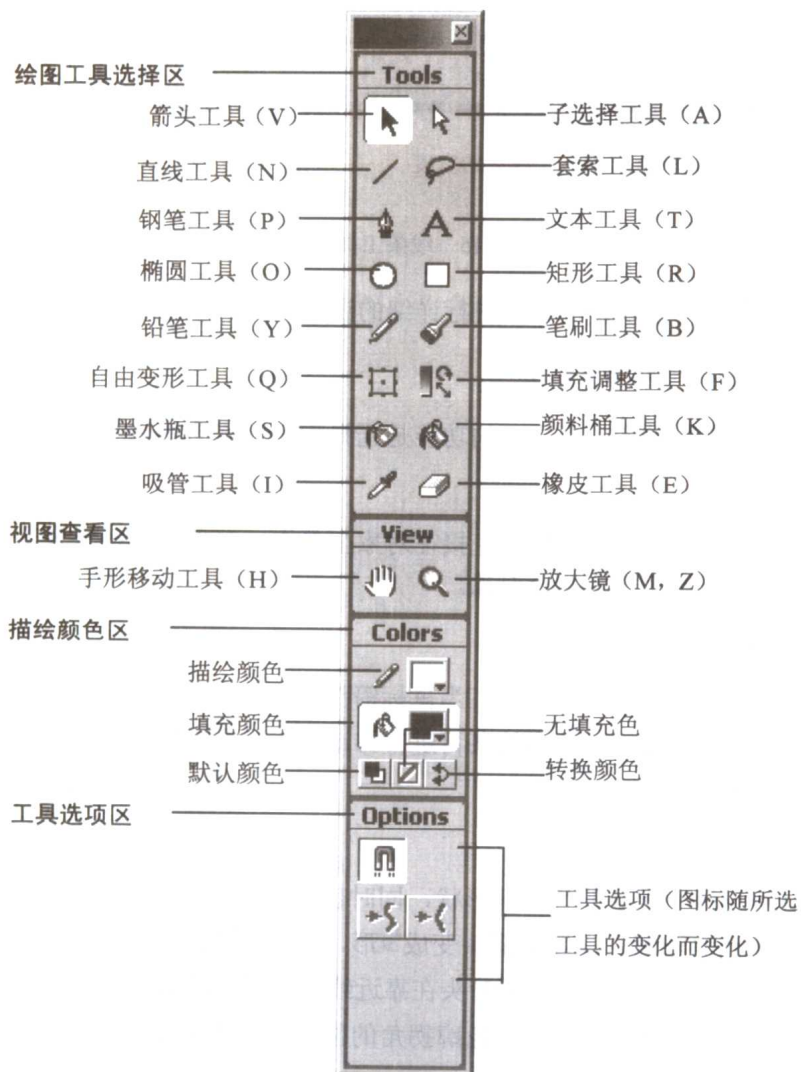 绘图工具选择区
Tools
箭头工具（V）
子选择工具（A）
直线工具（N）
套索工具（L）
钢笔工具（P）
文本工具（T）
椭圆工具（O）
矩形工具（R）
铅笔工具（Y）
笔刷工具（B）
自由变形工具（Q）
填充调整工具（F）
墨水瓶工具（S）
颜料桶工具（K）
吸管工具（I）
橡皮工具（E）
视图查看区
View
手形移动工具（H）
放大镜（M，Z）
描绘颜色区
Colors
描绘颜色
填充颜色
无填充色
默认颜色
转换颜色
工具选项区
Options
工具选项（图标随所选
工具的变化而变化）